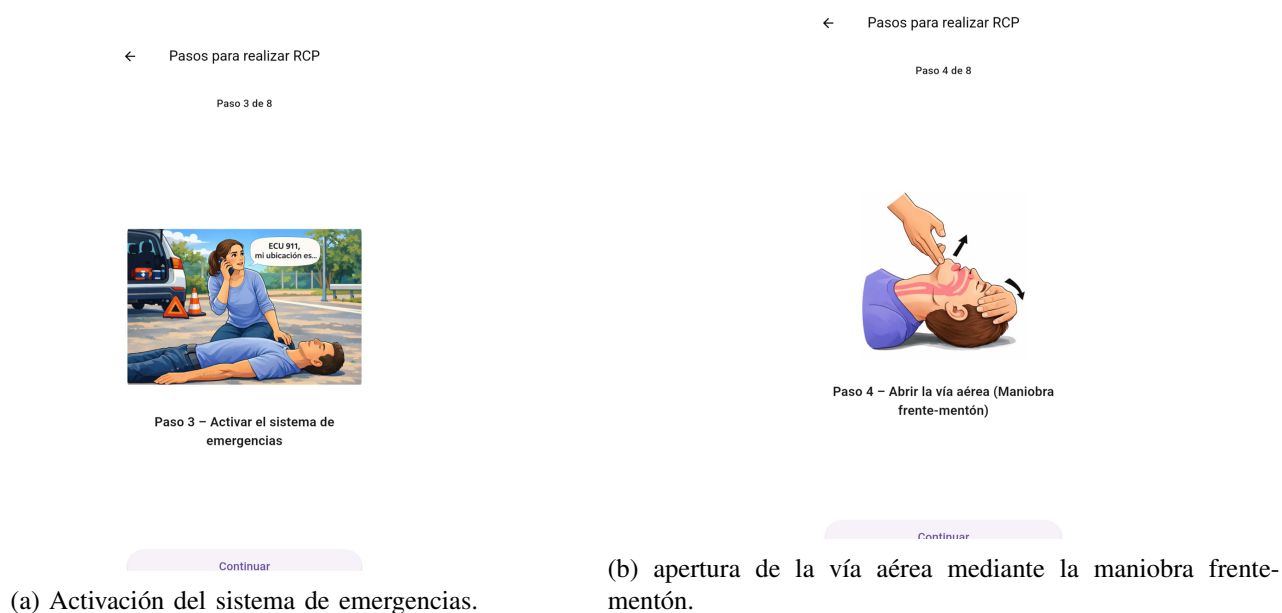 ← Pasos para realizar RCP
Paso 3 de 8
ECU 911,
mi ubicación es...
Paso 3 – Activar el sistema de
emergencias
Continuar
(a) Activación del sistema de emergencias.
← Pasos para realizar RCP
Paso 4 de 8
Paso 4 – Abrir la vía aérea (Maniobra
frente-mentón)
Continuar
(b) apertura de la vía aérea mediante la maniobra frente-
mentón.